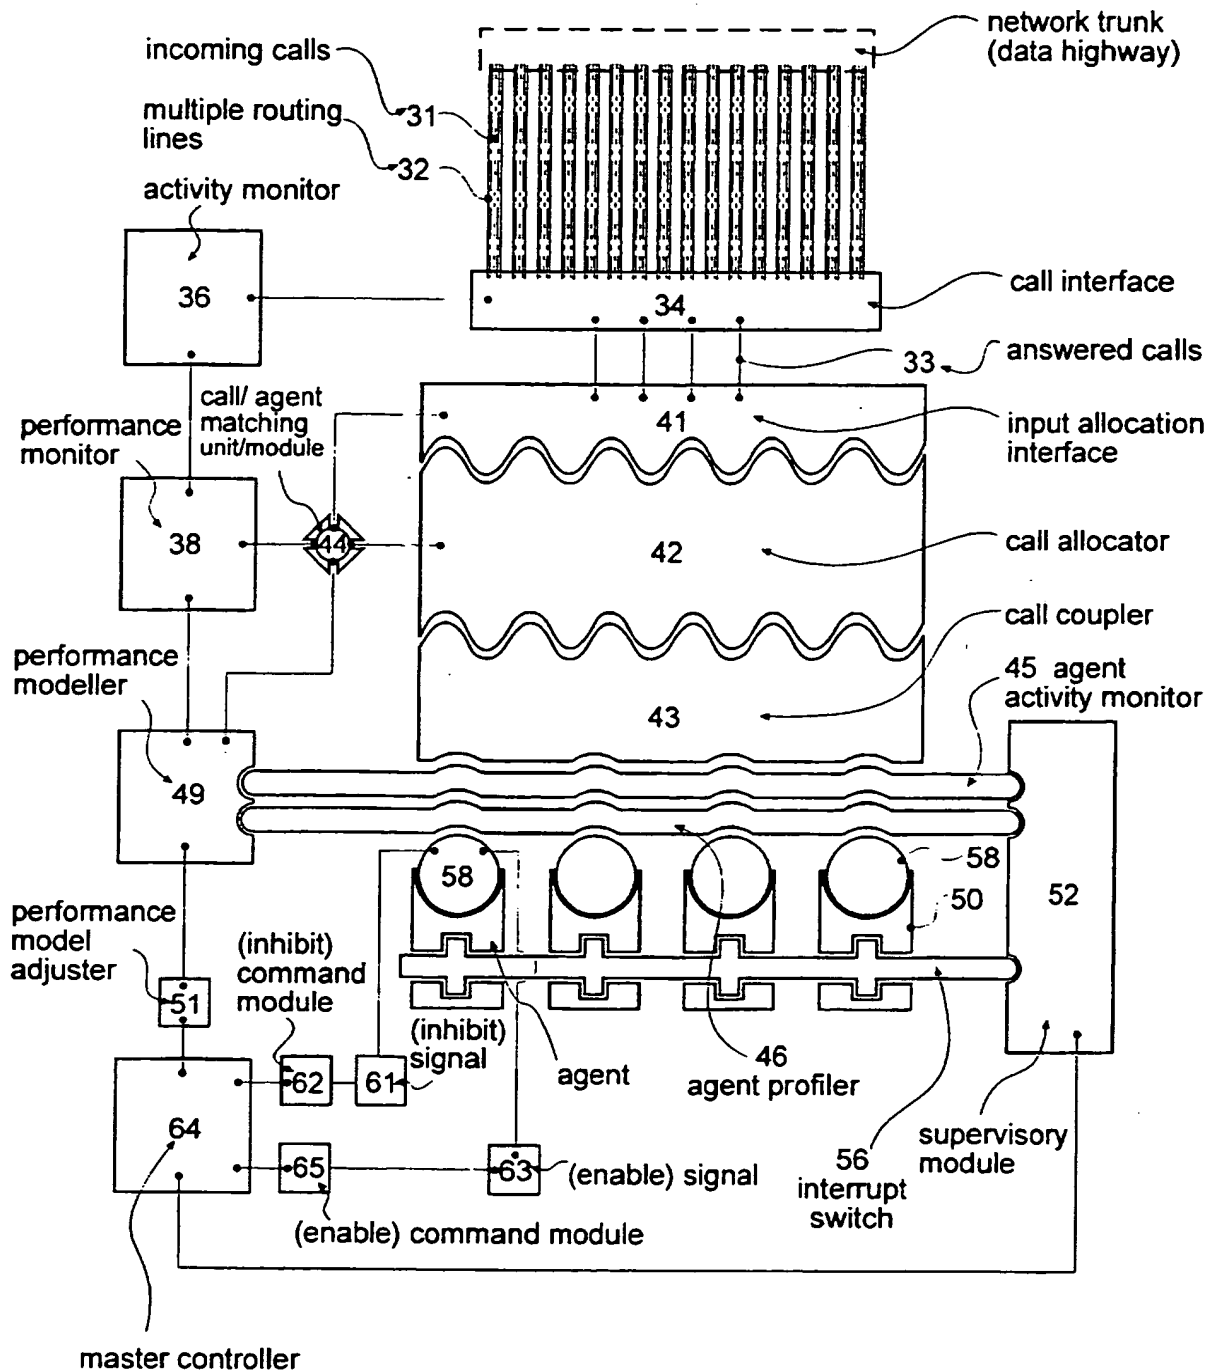 network trunk
(data highway)
incoming calls
31
multiple routing
lines
32
activity monitor
36
34
call interface
33
answered calls
call/ agent
matching
unit/module
performance
monitor
41
input allocation
interface
38
44
42
call allocator
call coupler
performance
modeller
45 agent
activity monitor
43
49
58
58
50
52
performance
model
adjuster
51
(inhibit)
command
module
(inhibit)
signal
62
61
agent
46
agent profiler
64
65
63
(enable) signal
56
interrupt
switch
supervisory
module
(enable) command module
master controller